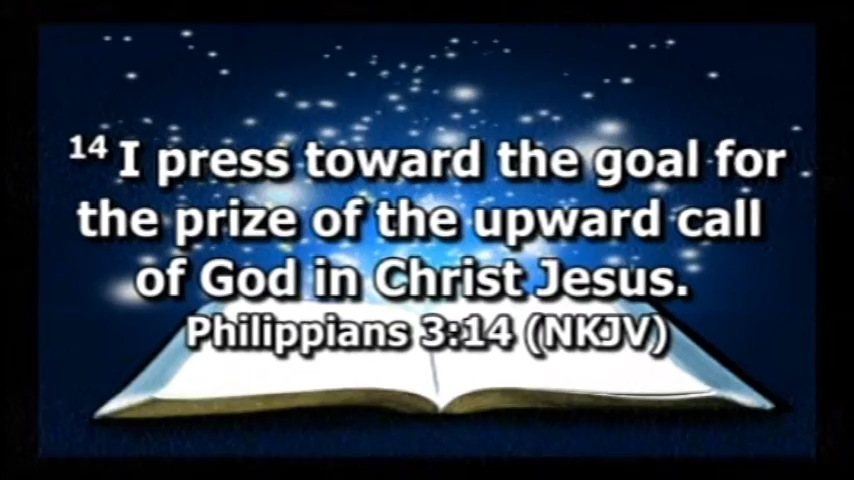 14 I press toward the goal for
the prize of the upward call
of God in Christ Jesus.
Philippians 3:14 (NKJV)